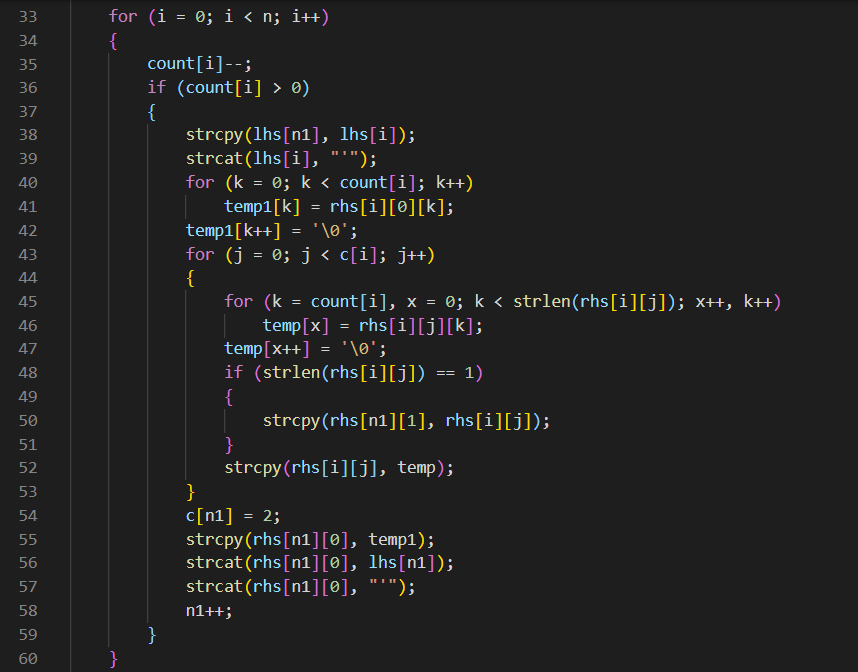 33 for (i = 0; i < n; i++)
34 {
35 count[i]--;
36 if (count[i] > 0)
37 {
38 strcpy(lhs[n1], lhs[i]);
39 strcat(lhs[i], "'");
40 for (k = 0; k < count[i]; k++)
41 temp1[k] = rhs[i][0][k];
42 temp1[k++] = '\0';
43 for (j = 0; j < c[i]; j++)
44 {
45 for (k = count[i], x = 0; k < strlen(rhs[i][j]); x++, k++)
46 temp[x] = rhs[i][j][k];
47 temp[x++] = '\0';
48 if (strlen(rhs[i][j]) == 1)
49 {
50 strcpy(rhs[n1][1], rhs[i][j]);
51 }
52 strcpy(rhs[i][j], temp);
53 }
54 c[n1] = 2;
55 strcpy(rhs[n1][0], temp1);
56 strcat(rhs[n1][0], lhs[n1]);
57 strcat(rhs[n1][0], "'");
58 n1++;
59 }
60 }